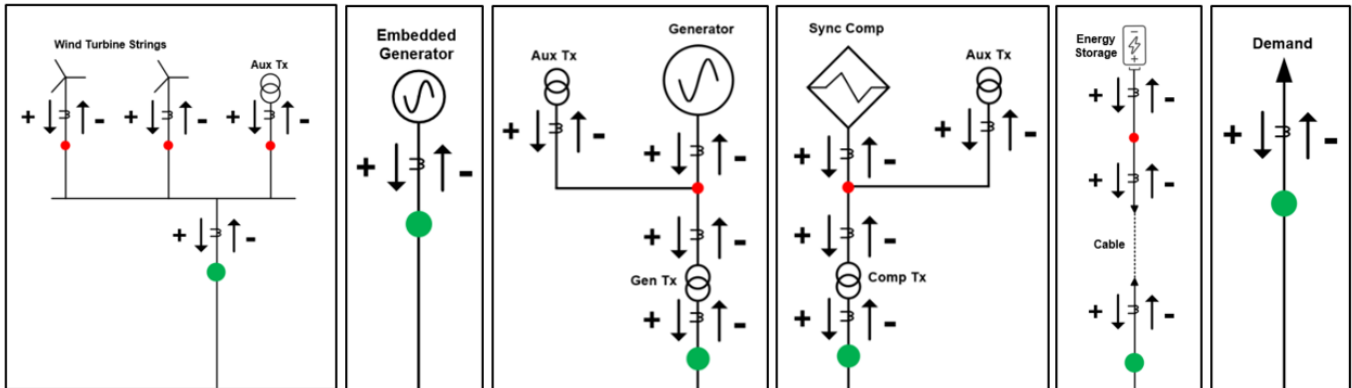 Wind Turbine Strings
Aux Tx
+ - + - + -
+ -
Embedded
Generator
+ -
Generator
Aux Tx
+ -
+ -
+ -
Gen Tx
+ -
Sync Comp
Aux Tx
+ -
+ -
+ -
Comp Tx
+ -
Energy
Storage
- 
+
+ -
+ -
Cable
+ -
Demand
+ -